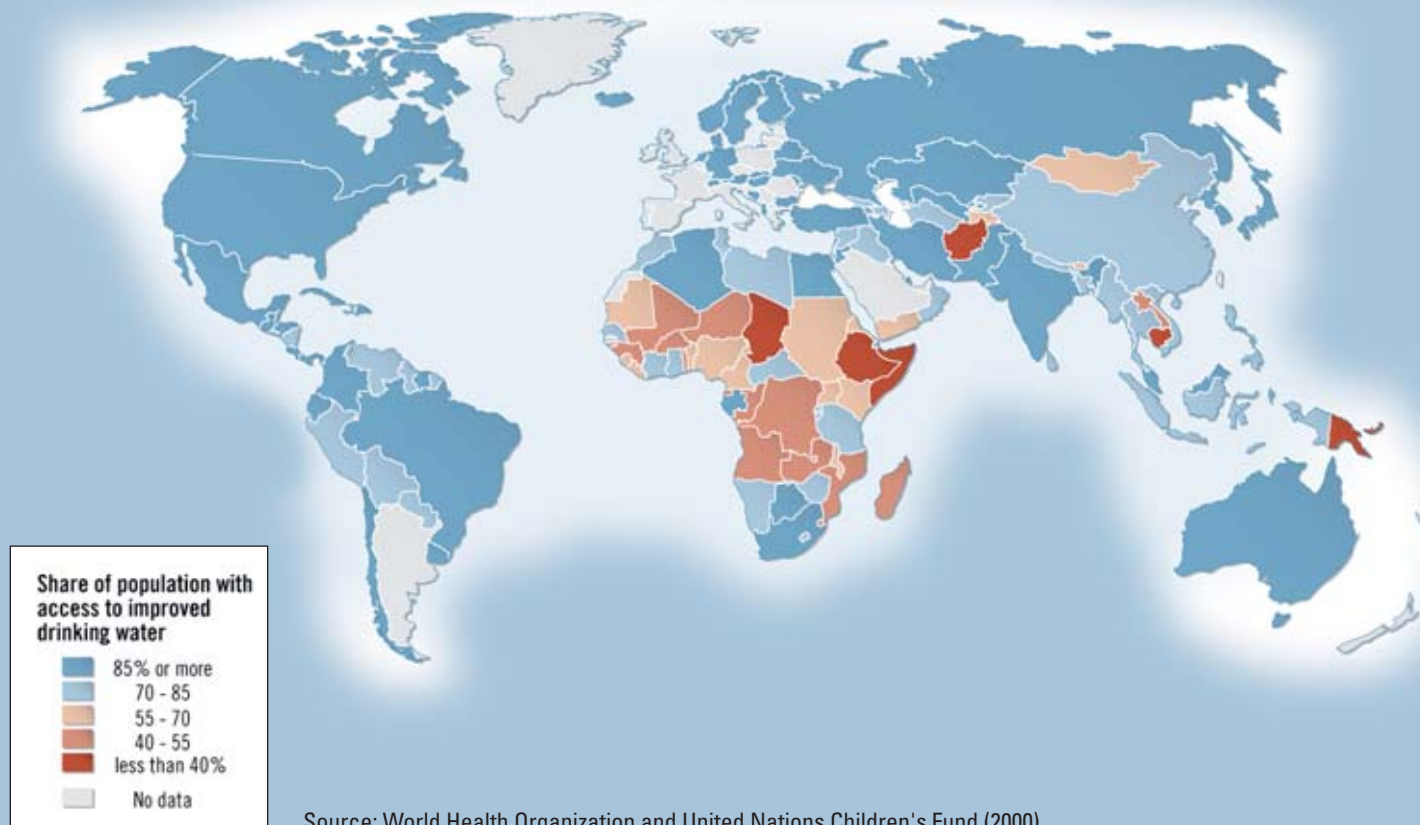 Share of population with
access to improved
drinking water
85% or more
70 - 85
55 - 70
40 - 55
less than 40%
No data
Source: World Health Organization and United Nations Children's Fund (2000)